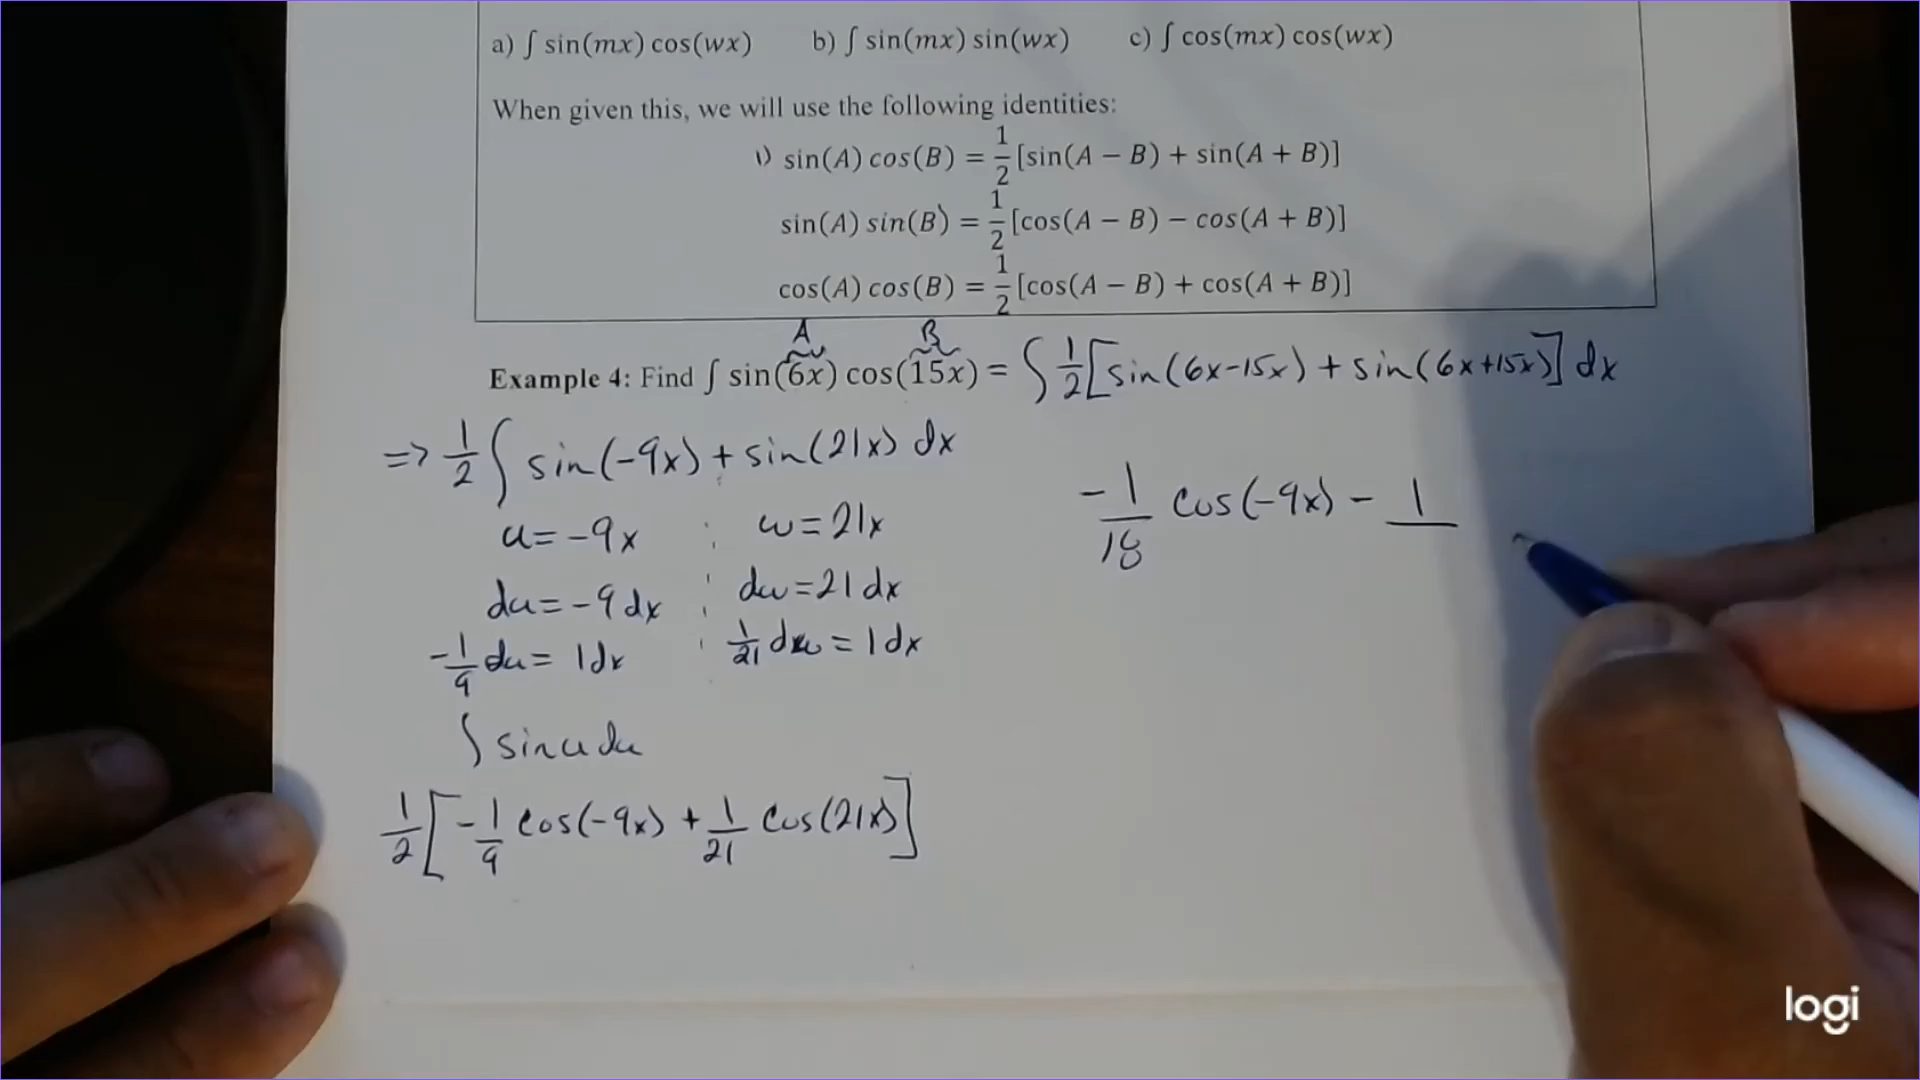 a) ∫ sin(mx) cos(wx) b) ∫ sin(mx) sin(wx) c) ∫ cos(mx) cos(wx)
When given this, we will use the following identities:
1) sin(A) cos(B) = 1/2 [sin(A − B) + sin(A + B)]
sin(A) sin(B) = 1/2 [cos(A − B) − cos(A + B)]
cos(A) cos(B) = 1/2 [cos(A − B) + cos(A + B)]
A B
Example 4: Find ∫ sin(6x) cos(15x) = ∫ 1/2 [sin(6x-15x) + sin(6x+15x)] dx
=> 1/2 ∫ sin(-9x) + sin(21x) dx
-1/18 cos(-9x) - 1
u = -9x w = 21x
du = -9 dx dw = 21 dx
-1/9 du = 1dx 1/21 dw = 1 dx
∫ sin u du
1/2 [-1/9 cos(-9x) + 1/21 cos(21x)]
logi